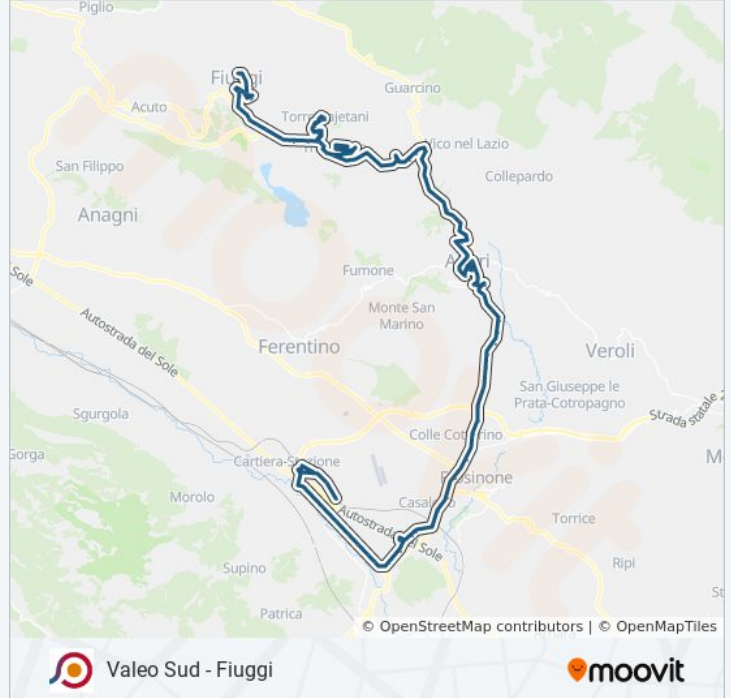 Piglio
Fiuggi
Guarcino
Acuto
Torre Cajetani
Vico nel Lazio
San Filippo
Collepardo
Anagni
Fumone
Sole
Monte San
Marino
Autostrada del Sole
Ferentino
Veroli
San Giuseppe le
Prata-Cotropagno
Sgurgola
Strada statale
Colle Cottorino
Gorga
Cartiera-Stazione
Frosinone
Morolo
Casaleno
Autostrada del Sole
Torrice
Supino
Ripi
Patrica
© OpenStreetMap contributors | © OpenMapTiles
Valeo Sud - Fiuggi
moovit